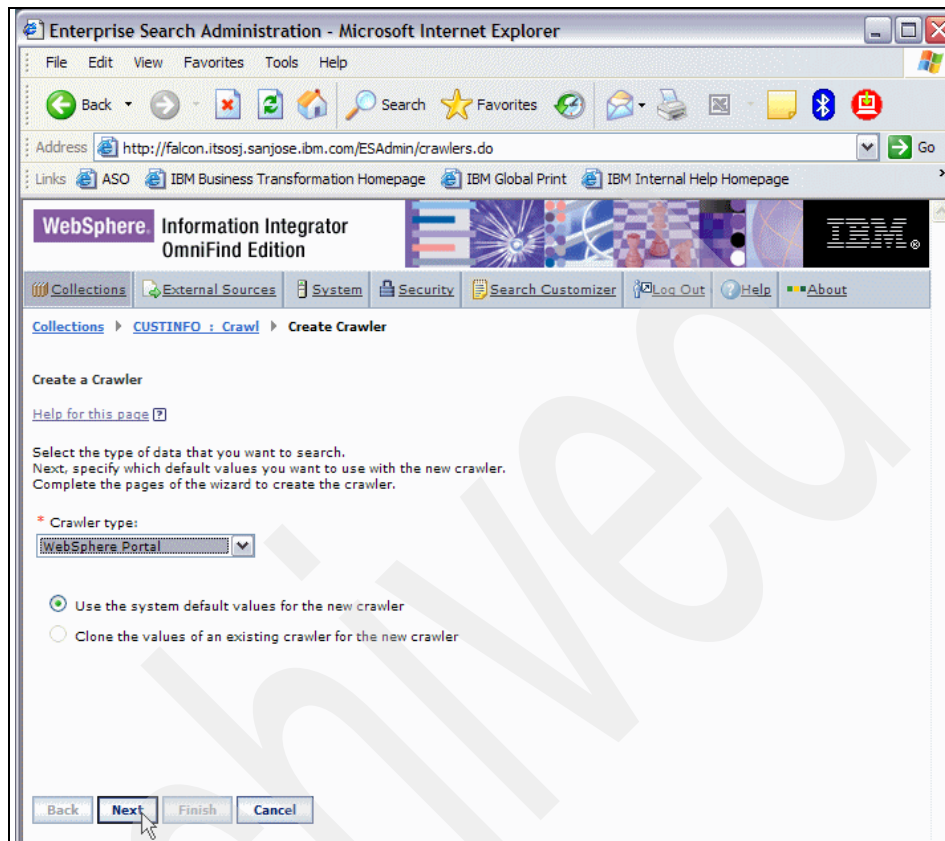 Enterprise Search Administration - Microsoft Internet Explorer
File Edit View Favorites Tools Help
Back Search Favorites
Address http://falcon.itsosj.sanjose.ibm.com/ESAdmin/crawlers.do Go
Links ASO IBM Business Transformation Homepage IBM Global Print IBM Internal Help Homepage »
WebSphere. Information Integrator
OmniFind Edition
IBM®
Collections External Sources System Security Search Customizer Log Out Help About
Collections CUSTINFO : Crawl Create Crawler
Create a Crawler
Help for this page ?
Select the type of data that you want to search.
Next, specify which default values you want to use with the new crawler.
Complete the pages of the wizard to create the crawler.
* Crawler type:
WebSphere Portal
Use the system default values for the new crawler
Clone the values of an existing crawler for the new crawler
Back Next Finish Cancel